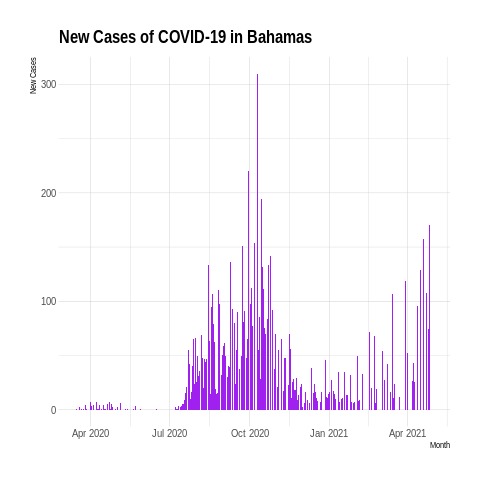 New Cases of COVID-19 in Bahamas
New Cases
300
200
100
0
Apr 2020 Jul 2020 Oct 2020 Jan 2021 Apr 2021
Month